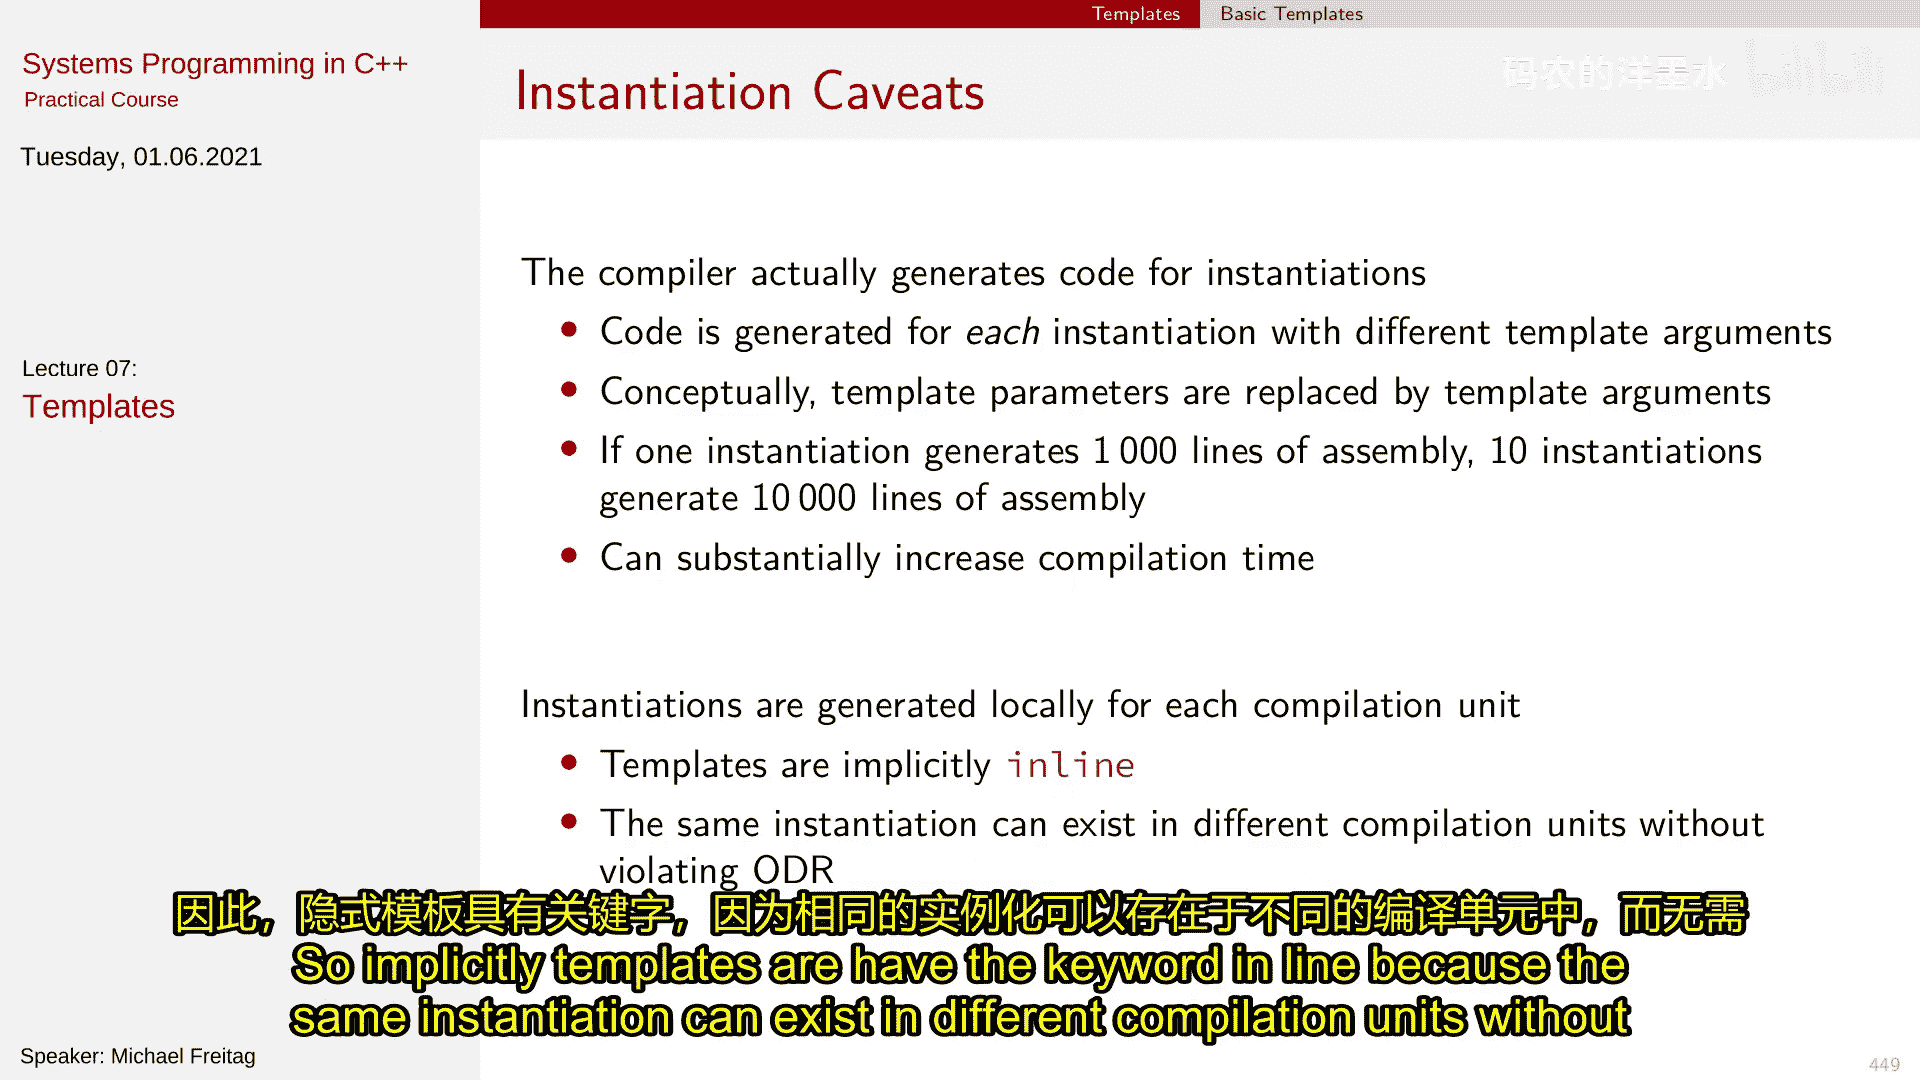 Templates
Basic Templates
Systems Programming in C++
Practical Course
Tuesday, 01.06.2021
Lecture 07:
Templates
Instantiation Caveats
码农的洋墨水 bilibili
The compiler actually generates code for instantiations
• Code is generated for each instantiation with different template arguments
• Conceptually, template parameters are replaced by template arguments
• If one instantiation generates 1 000 lines of assembly, 10 instantiations
generate 10 000 lines of assembly
• Can substantially increase compilation time
Instantiations are generated locally for each compilation unit
• Templates are implicitly inline
• The same instantiation can exist in different compilation units without
violating ODR
因此，隐式模板具有关键字，因为相同的实例化可以存在于不同的编译单元中，而无需
So implicitly templates are have the keyword in line because the
same instantiation can exist in different compilation units without
Speaker: Michael Freitag
449